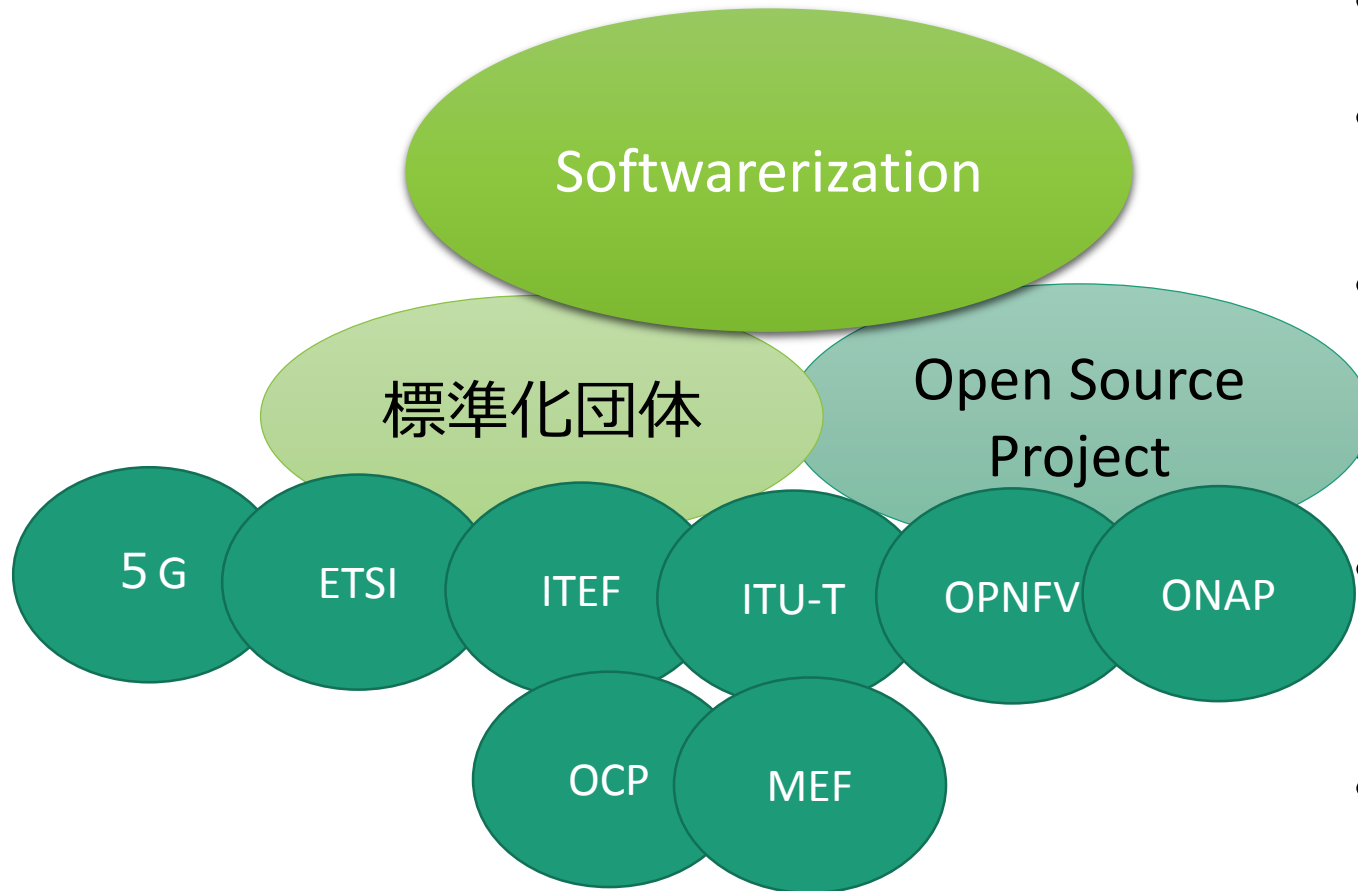 Softwarerization
標準化団体
Open Source
Project
５G
ETSI
ITEF
ITU-T
OPNFV
ONAP
OCP
MEF